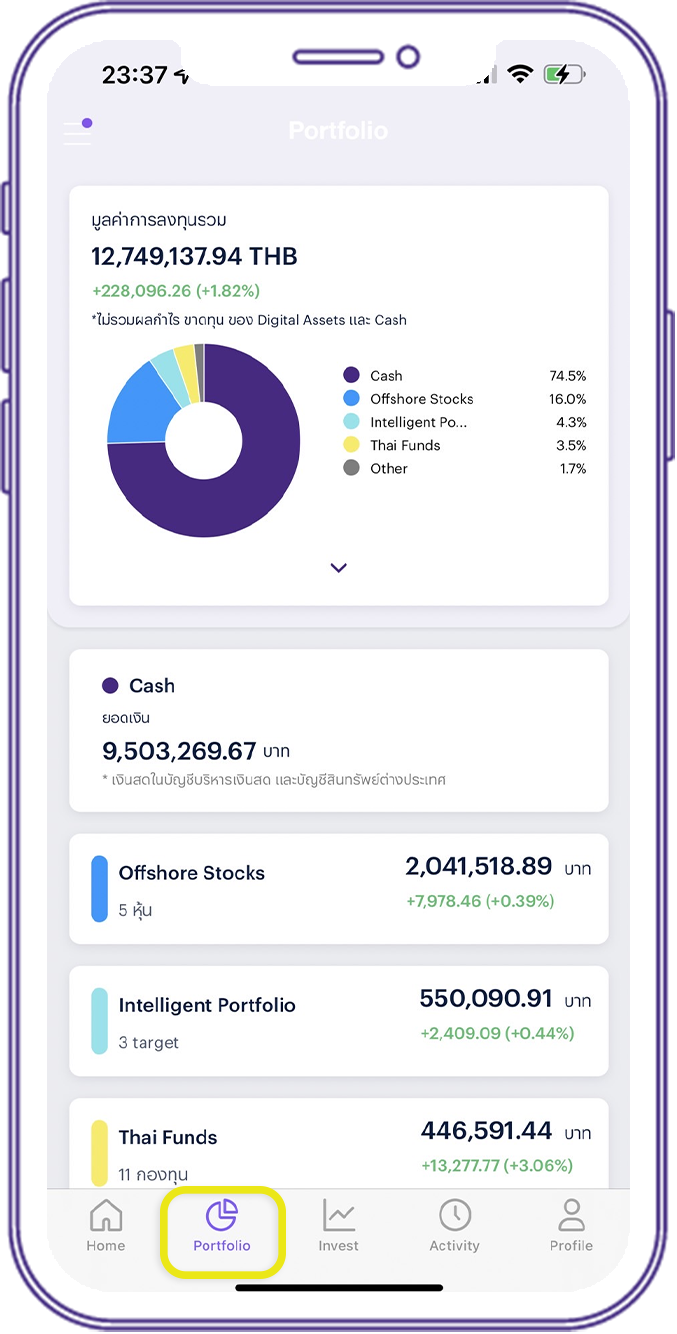 23:37
Portfolio
มูลค่าการลงทุนรวม
12,749,137.94 THB
+228,096.26 (+1.82%)
*ไม่รวมผลกำไร ขาดทุน ของ Digital Assets และ Cash
Cash 74.5%
Offshore Stocks 16.0%
Intelligent Po... 4.3%
Thai Funds 3.5%
Other 1.7%
Cash
ยอดเงิน
9,503,269.67 บาท
* เงินสดในบัญชีบริหารเงินสด และบัญชีสินทรัพย์ต่างประเทศ
Offshore Stocks 2,041,518.89 บาท
5 หุ้น +7,978.46 (+0.39%)
Intelligent Portfolio 550,090.91 บาท
3 target +2,409.09 (+0.44%)
Thai Funds 446,591.44 บาท
11 กองทุน +13,277.77 (+3.06%)
Home Portfolio Invest Activity Profile